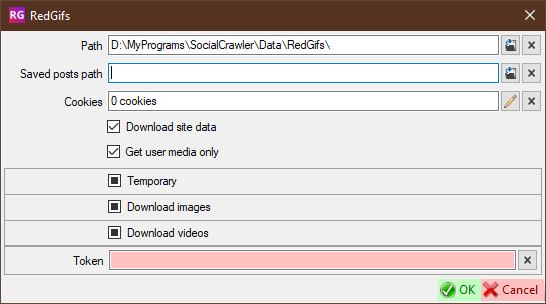 RG RedGifs
Path D:\MyPrograms\SocialCrawler\Data\RedGifs\
Saved posts path
Cookies 0 cookies
Download site data
Get user media only
Temporary
Download images
Download videos
Token
OK Cancel